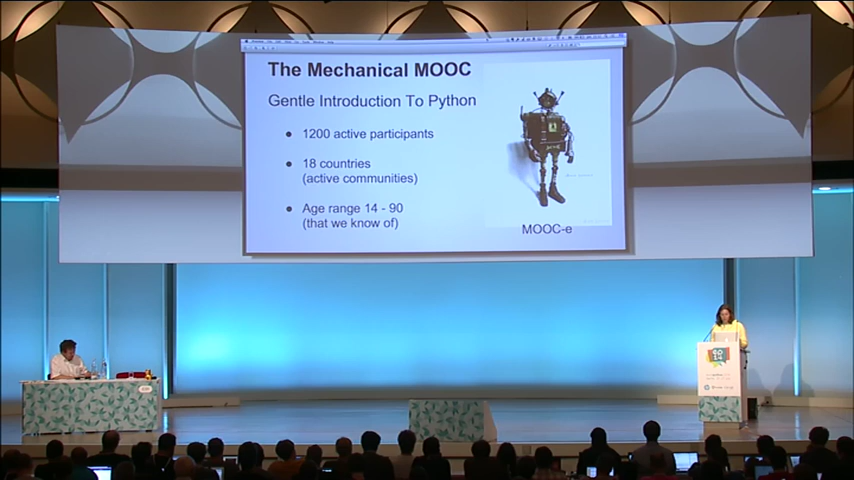 The Mechanical MOOC
Gentle Introduction To Python
1200 active participants
18 countries
(active communities)
Age range 14 - 90
(that we know of)
MOOC-e